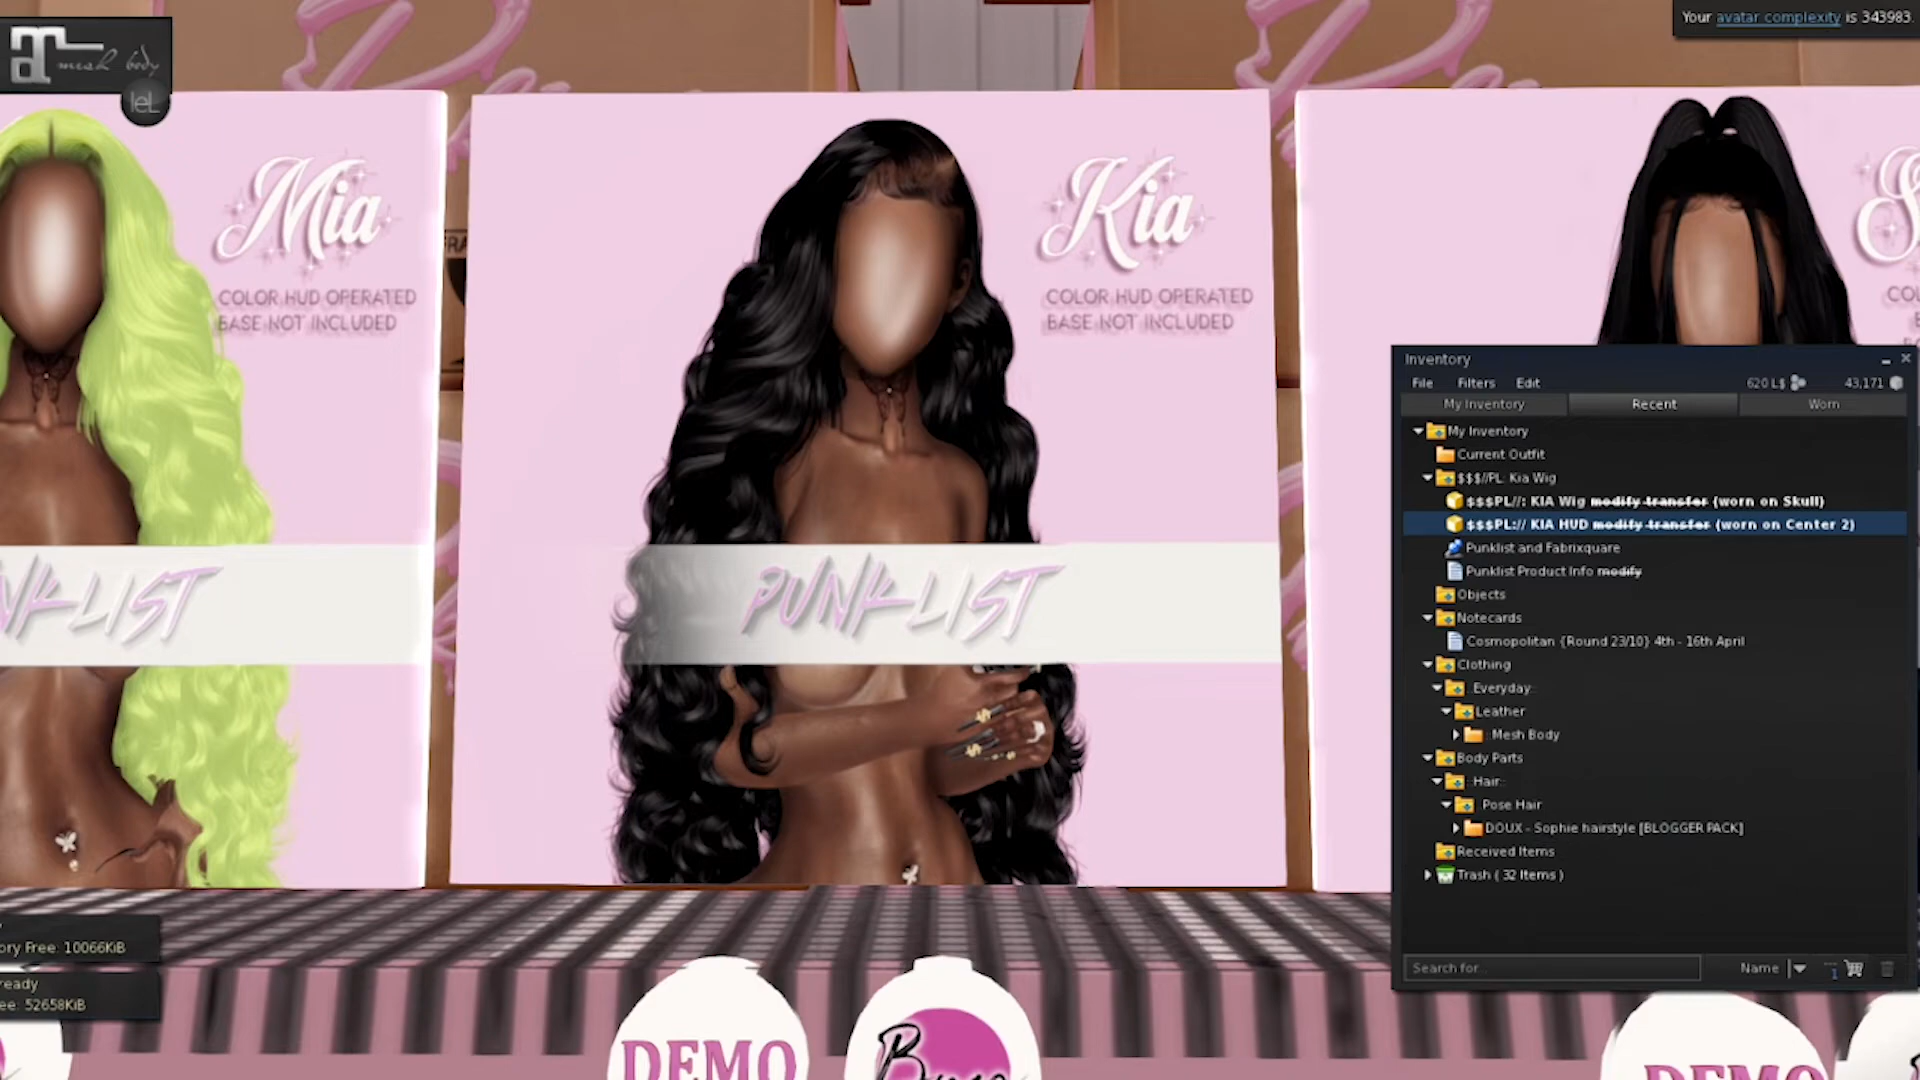 mesh body
leL
Your avatar complexity is 343983.
Mia
COLOR HUD OPERATED
BASE NOT INCLUDED
Kia
COLOR HUD OPERATED
BASE NOT INCLUDED
Inventory
File Filters Edit 620 L$ 43,171
My Inventory Recent Worn
My Inventory
Current Outfit
$$$//PL: Kia Wig
$$$PL//: KIA Wig modify transfer (worn on Skull)
$$$PL:// KIA HUD modify transfer (worn on Center 2)
Punklist and Fabrixquare
Punklist Product Info modify
Objects
Notecards
Cosmopolitan {Round 23/10} 4th - 16th April
Clothing
:Everyday:
Leather
::Mesh Body
Body Parts
:Hair:
Pose Hair
DOUX - Sophie hairstyle [BLOGGER PACK]
Received Items
Trash ( 32 Items )
Search for... Name 1
PUNKLIST
Free: 10066KiB
52658KiB
DEMO
DEMO